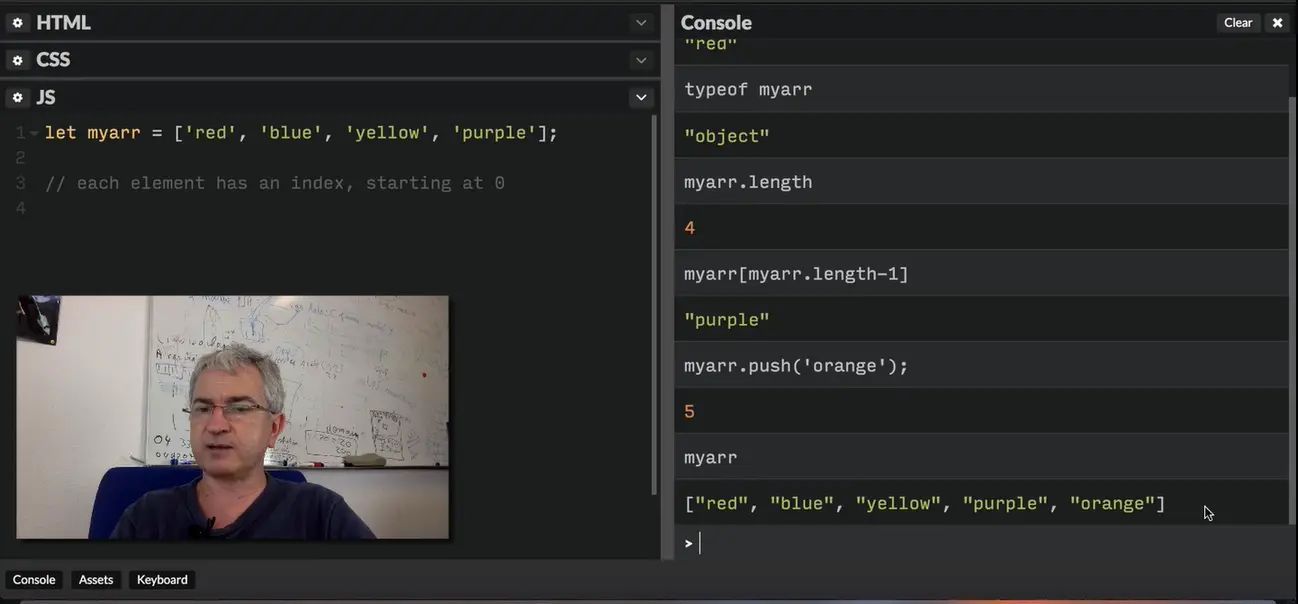 HTML
CSS
JS
1 let myarr = ['red', 'blue', 'yellow', 'purple'];
2
3 // each element has an index, starting at 0
4
Console Assets Keyboard
Console Clear
"red"
typeof myarr
"object"
myarr.length
4
myarr[myarr.length-1]
"purple"
myarr.push('orange');
5
myarr
["red", "blue", "yellow", "purple", "orange"]
>